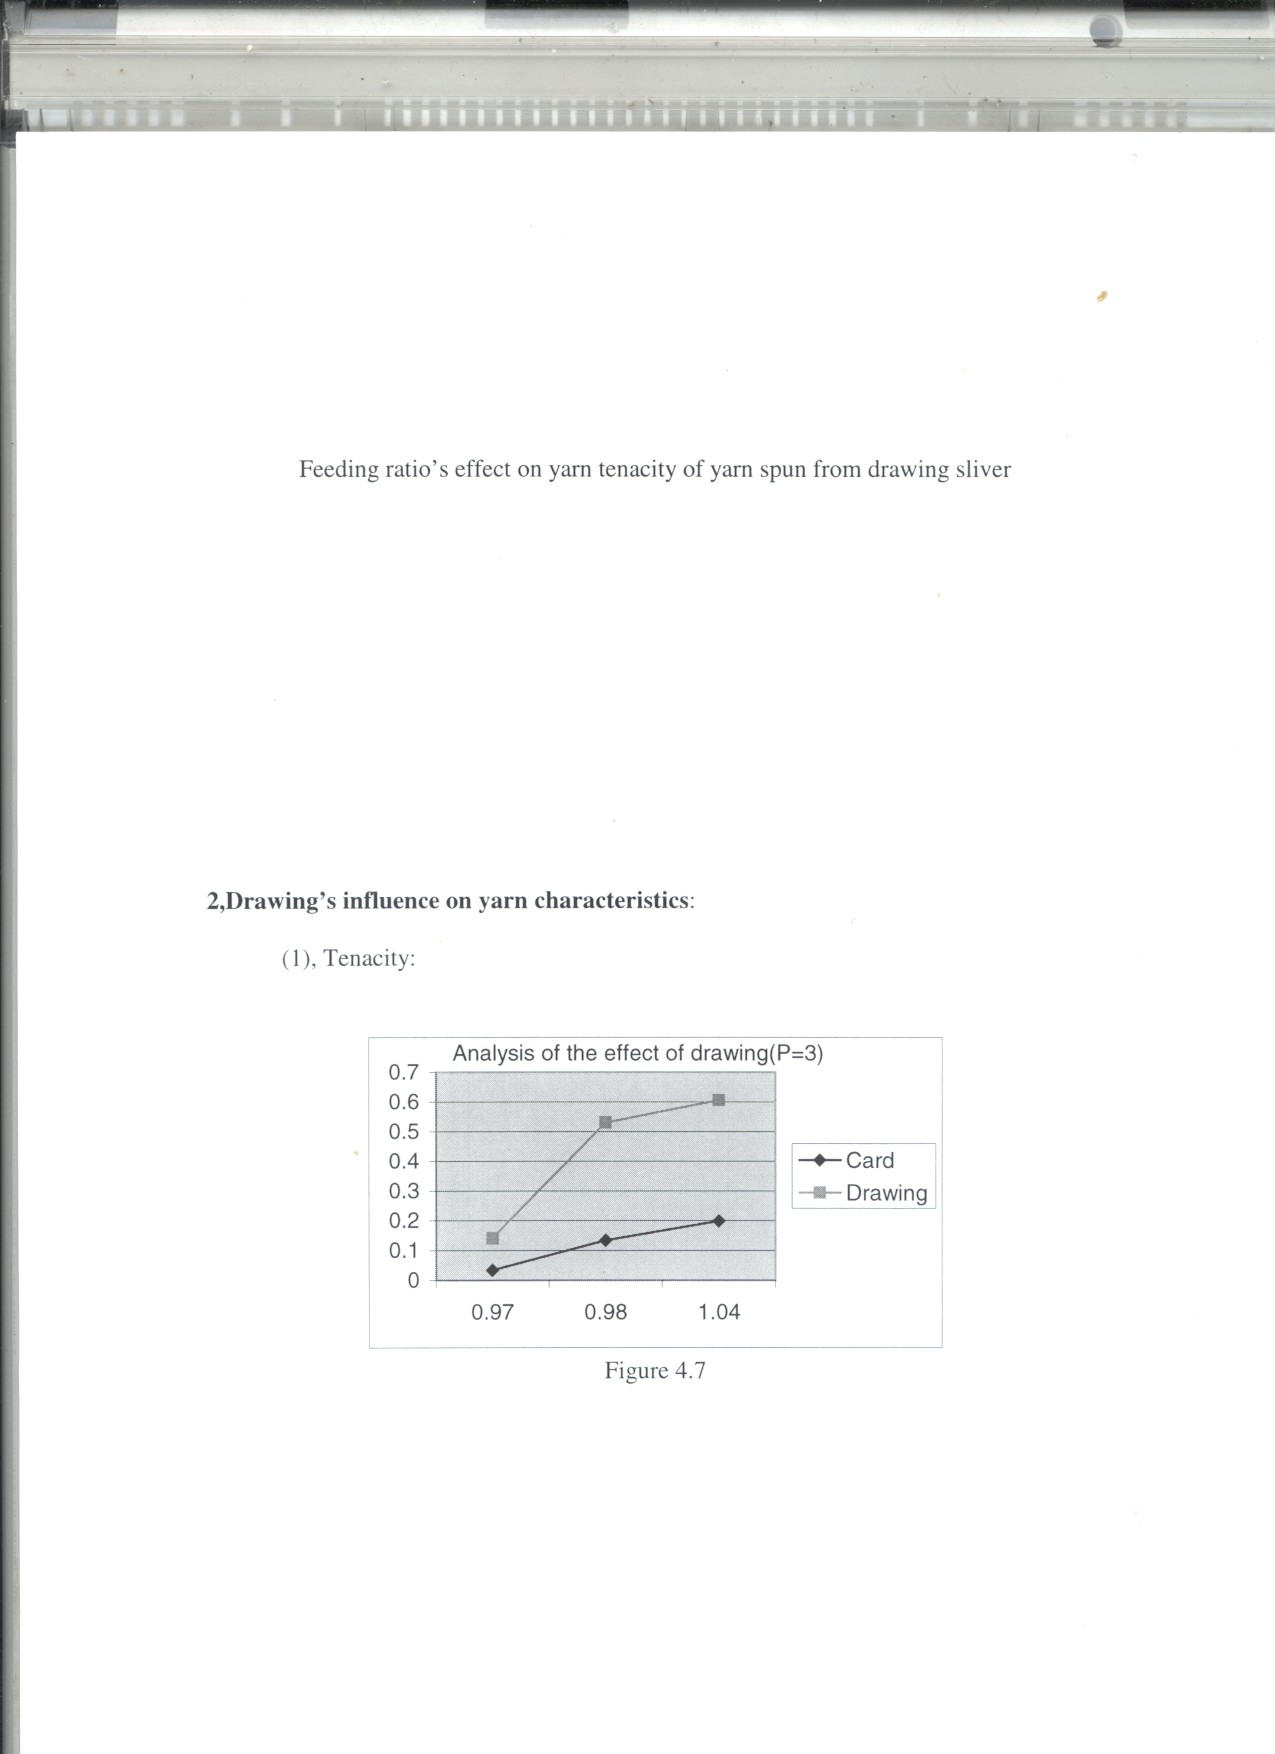 Feeding ratio's effect on yarn tenacity of yarn spun from drawing sliver
2,Drawing's influence on yarn characteristics:
(1), Tenacity:
Analysis of the effect of drawing(P=3)
0.7
0.6
0.5
0.4
0.3
0.2
0.1
0
0.97 0.98 1.04
Card
Drawing
Figure 4.7